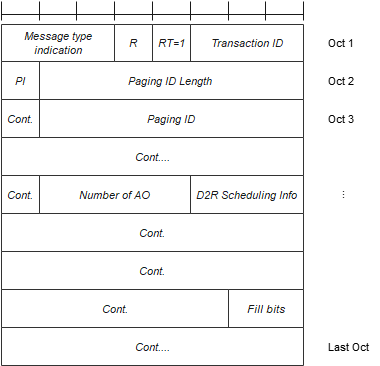 Message type
indication
R
RT=1
Transaction ID
Oct 1
PI
Paging ID Length
Oct 2
Cont.
Paging ID
Oct 3
Cont....
Cont.
Number of AO
D2R Scheduling Info
⋮
Cont.
Cont.
Cont.
Fill bits
Cont....
Last Oct